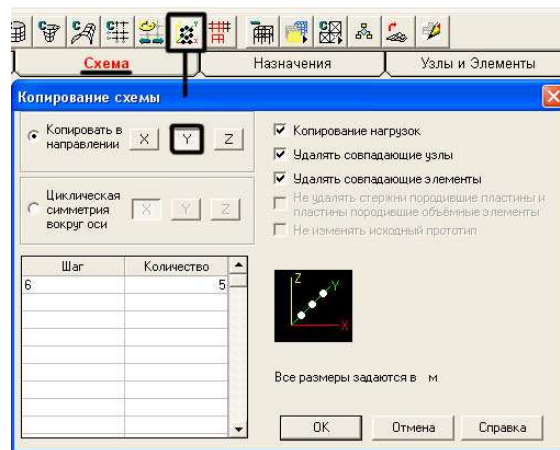 Схема Назначения Узлы и Элементы
Копирование схемы
Копировать в направлении X Y Z
Циклическая симметрия вокруг оси X Y Z
Копирование нагрузок
Удалять совпадающие узлы
Удалять совпадающие элементы
Не удалять стержни породившие пластины и
пластины породившие объёмные элементы
Не изменять исходный прототип
Шаг Количество
6 5
Z
Y
X
Все размеры задаются в м
OK Отмена Справка